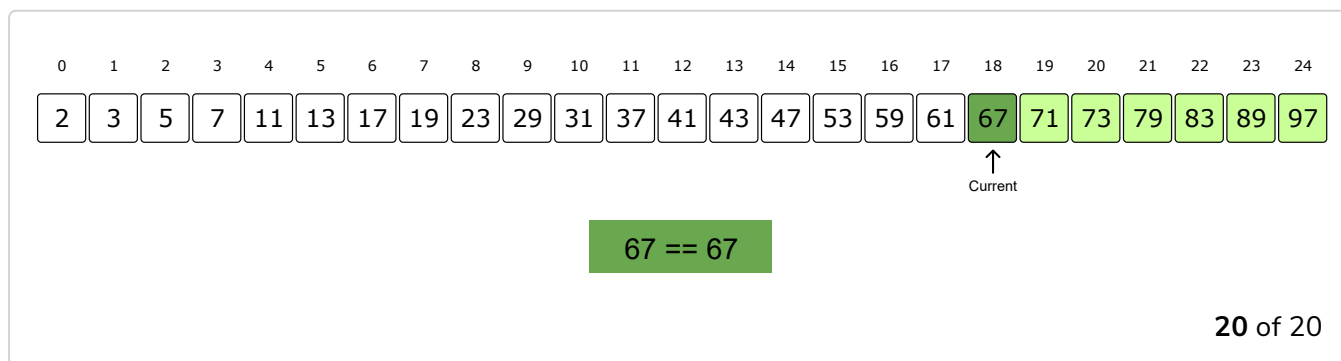 0 1 2 3 4 5 6 7 8 9 10 11 12 13 14 15 16 17 18 19 20 21 22 23 24
2 3 5 7 11 13 17 19 23 29 31 37 41 43 47 53 59 61 67 71 73 79 83 89 97
Current
67 == 67
20 of 20